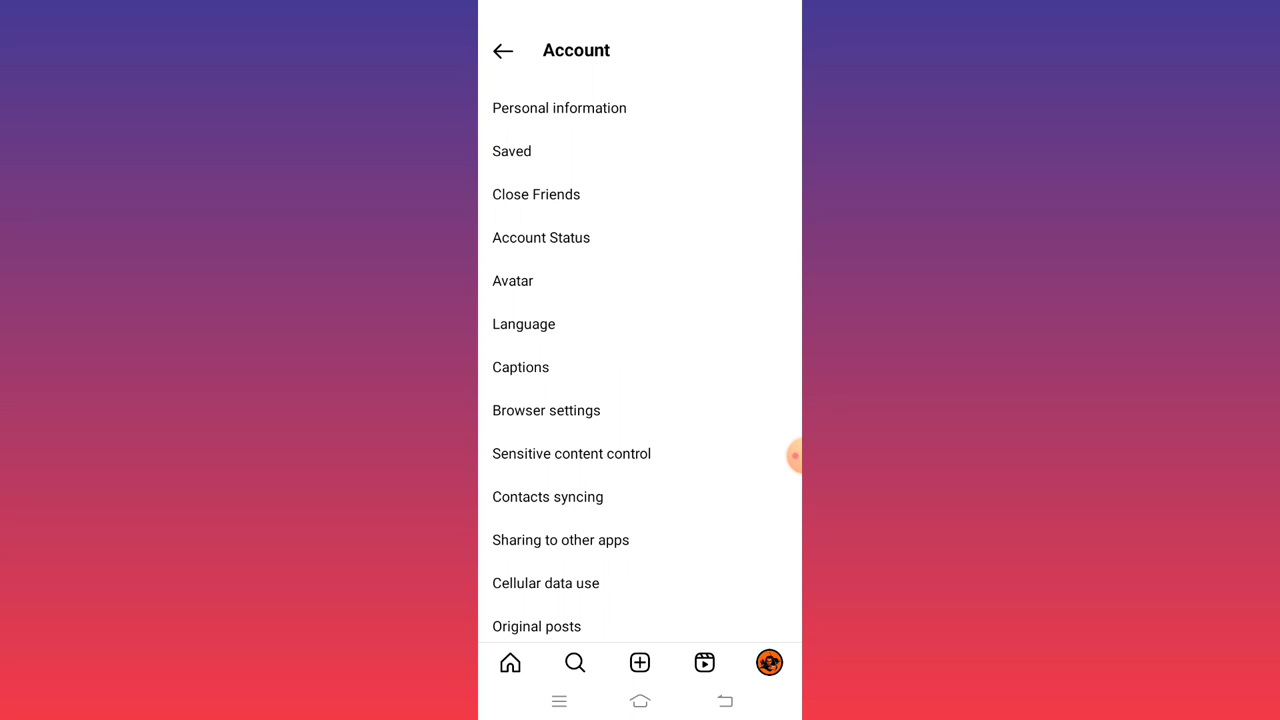 Account
Personal information
Saved
Close Friends
Account Status
Avatar
Language
Captions
Browser settings
Sensitive content control
Contacts syncing
Sharing to other apps
Cellular data use
Original posts